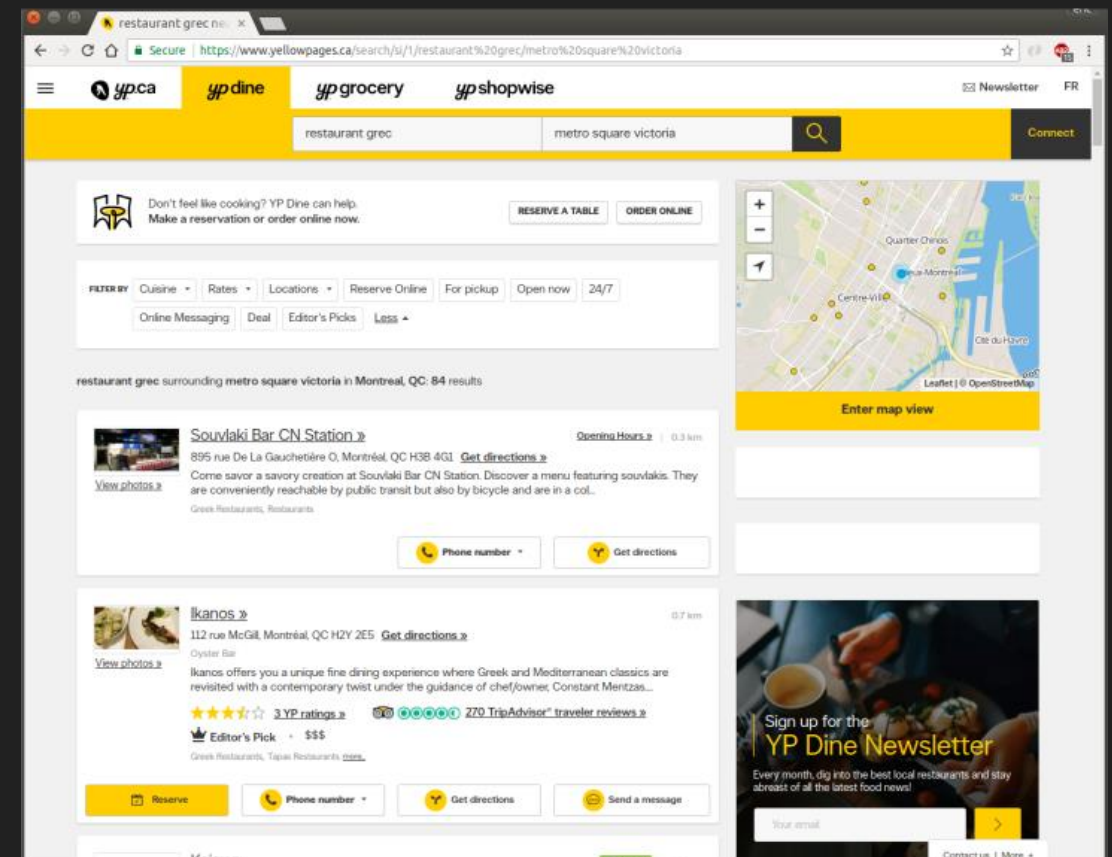 eric
restaurant grec ne
Secure https://www.yellowpages.ca/search/si/1/restaurant%20grec/metro%20square%20victoria
yp.ca yp dine yp grocery yp shopwise Newsletter FR
restaurant grec metro square victoria Connect
Don't feel like cooking? YP Dine can help.
Make a reservation or order online now.
RESERVE A TABLE ORDER ONLINE
FILTER BY Cuisine Rates Locations Reserve Online For pickup Open now 24/7
Online Messaging Deal Editor's Picks Less
restaurant grec surrounding metro square victoria in Montreal, QC: 84 results
+
−
Quartier Chinois
Vieux-Montréal
Centre-Ville
Cité du Havre
Leaflet | © OpenStreetMap
Enter map view
Souvlaki Bar CN Station » Opening Hours » | 0.3 km
895 rue De La Gauchetière O, Montréal, QC H3B 4G1 Get directions »
Come savor a savory creation at Souvlaki Bar CN Station. Discover a menu featuring souvlakis. They
are conveniently reachable by public transit but also by bicycle and are in a col...
View photos »
Greek Restaurants, Restaurants
Phone number Get directions
Ikanos » 0.7 km
112 rue McGill, Montréal, QC H2Y 2E5 Get directions »
Oyster Bar
View photos »
Ikanos offers you a unique fine dining experience where Greek and Mediterranean classics are
revisited with a contemporary twist under the guidance of chef/owner, Constant Mentzas...
3 YP ratings » 270 TripAdvisor® traveler reviews »
Editor's Pick · $$$
Greek Restaurants, Tapas Restaurants more...
Reserve Phone number Get directions Send a message
Sign up for the
YP Dine Newsletter
Every month, dig into the best local restaurants and stay
abreast of all the latest food news!
Your email
Contact us | More +